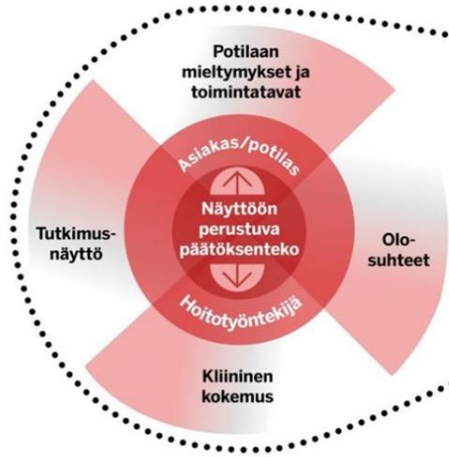 Potilaan
mieltymykset ja
toimintatavat
Asiakas/potilas
Tutkimus-
näyttö
Näyttöön
perustuva
päätöksenteko
Olo-
suhteet
Hoitotyöntekijä
Kliininen
kokemus